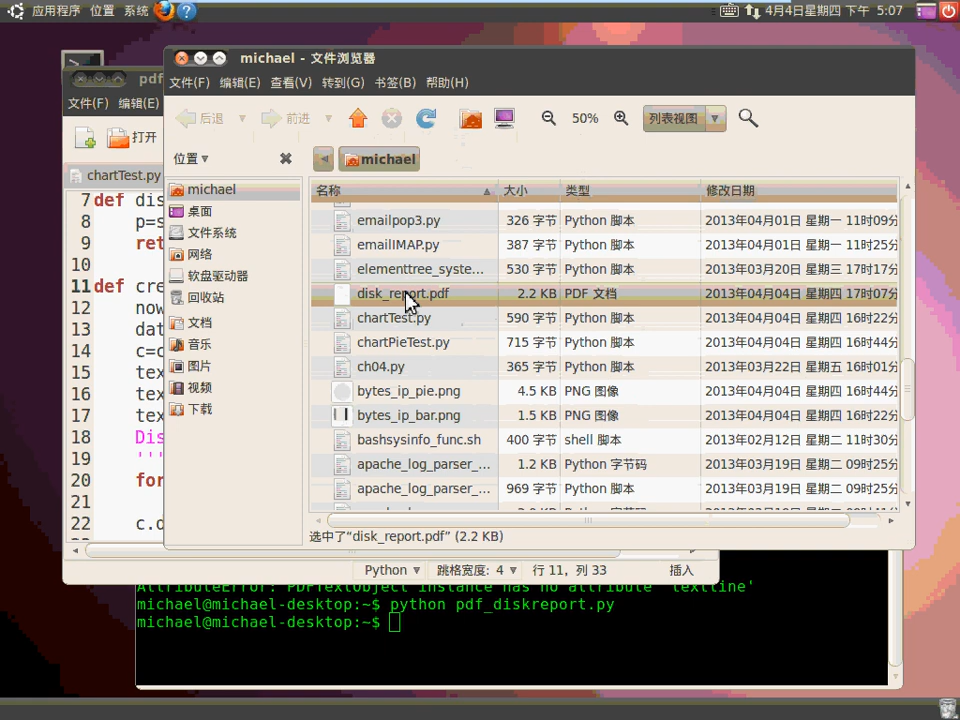 应用程序 位置 系统 4月4日星期四 下午 5:07
michael - 文件浏览器
文件(F) 编辑(E) 查看(V) 转到(G) 书签(B) 帮助(H)
后退 前进 50% 列表视图
位置 michael
michael
桌面
文件系统
网络
软盘驱动器
回收站
文档
音乐
图片
视频
下载
名称 大小 类型 修改日期
emailpop3.py 326 字节 Python 脚本 2013年04月01日 星期一 11时09分
emailIMAP.py 387 字节 Python 脚本 2013年04月01日 星期一 11时25分
elementtree_syste... 530 字节 Python 脚本 2013年03月20日 星期三 17时17分
disk_report.pdf 2.2 KB PDF 文档 2013年04月04日 星期四 17时07分
chartTest.py 590 字节 Python 脚本 2013年04月04日 星期四 16时22分
chartPieTest.py 715 字节 Python 脚本 2013年04月04日 星期四 16时44分
ch04.py 365 字节 Python 脚本 2013年03月22日 星期五 16时01分
bytes_ip_pie.png 4.5 KB PNG 图像 2013年04月04日 星期四 16时44分
bytes_ip_bar.png 1.5 KB PNG 图像 2013年04月04日 星期四 16时22分
bashsysinfo_func.sh 400 字节 shell 脚本 2013年02月12日 星期二 11时30分
apache_log_parser_... 1.2 KB Python 字节码 2013年03月19日 星期二 09时25分
apache_log_parser_... 969 字节 Python 脚本 2013年03月19日 星期二 09时25分
选中了“disk_report.pdf” (2.2 KB)
pdf
文件(F) 编辑(E)
打开
chartTest.py
7 def dis
8 p=s
9 ret
10
11 def cre
12 now
13 dat
14 c=c
15 tex
16 tex
17 tex
18 Dis
19 '''
20 for
21
22 c.d
Python 跳格宽度: 4 行 11, 列 33 插入
AttributeError: PDFTextObject instance has no attribute 'textline'
michael@michael-desktop:~$ python pdf_diskreport.py
michael@michael-desktop:~$